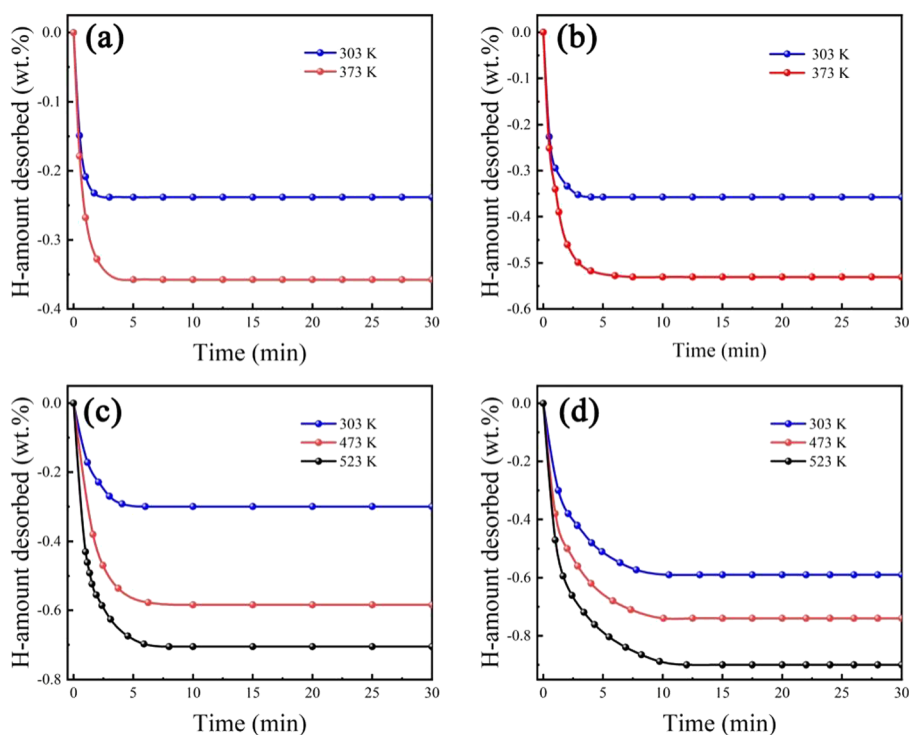 (a)
303 K
373 K
H-amount desorbed (wt.%)
0.0
-0.1
-0.2
-0.3
-0.4
0 5 10 15 20 25 30
Time (min)
(b)
303 K
373 K
H-amount desorbed (wt.%)
0.0
-0.1
-0.2
-0.3
-0.4
-0.5
-0.6
0 5 10 15 20 25 30
Time (min)
(c)
303 K
473 K
523 K
H-amount desorbed (wt.%)
0.0
-0.2
-0.4
-0.6
-0.8
0 5 10 15 20 25 30
Time (min)
(d)
303 K
473 K
523 K
H-amount desorbed (wt.%)
0.0
-0.2
-0.4
-0.6
-0.8
0 5 10 15 20 25 30
Time (min)